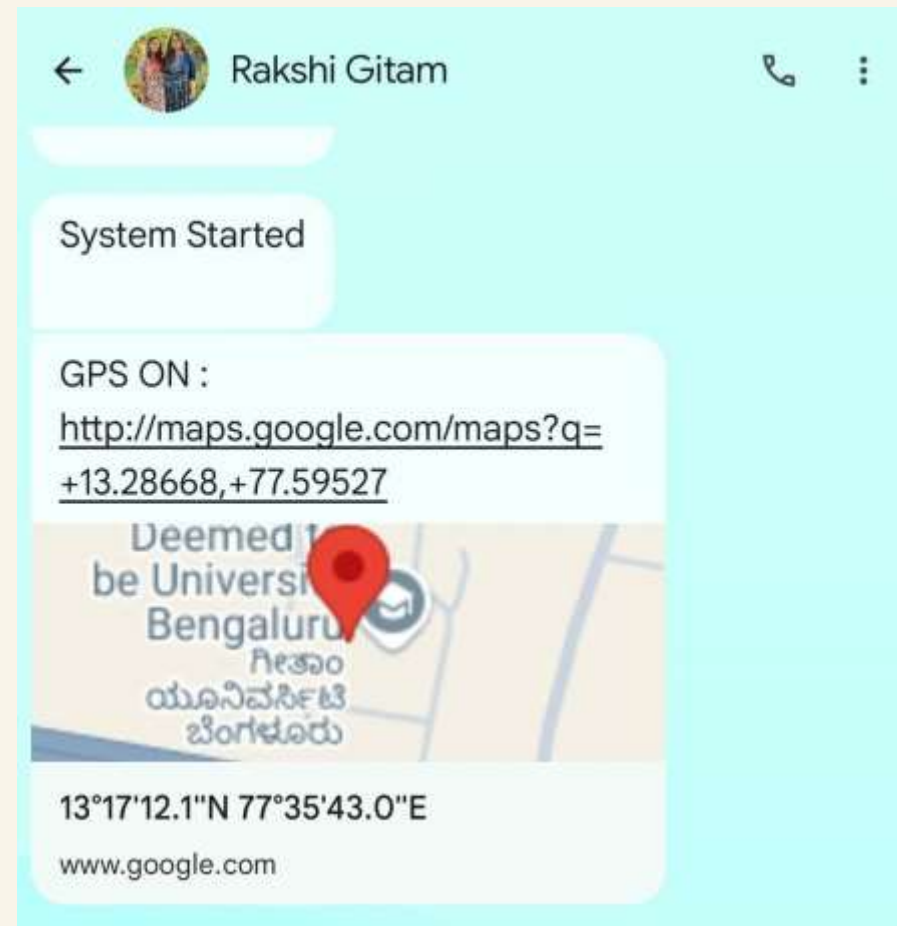 Rakshi Gitam
System Started
GPS ON :
http://maps.google.com/maps?q=
+13.28668,+77.59527
Deemed
be Universi
Bengaluru
ಗೀತಾಂ
ಯೂನಿವರ್ಸಿಟಿ
ಬೆಂಗಳೂರು
13°17'12.1"N 77°35'43.0"E
www.google.com